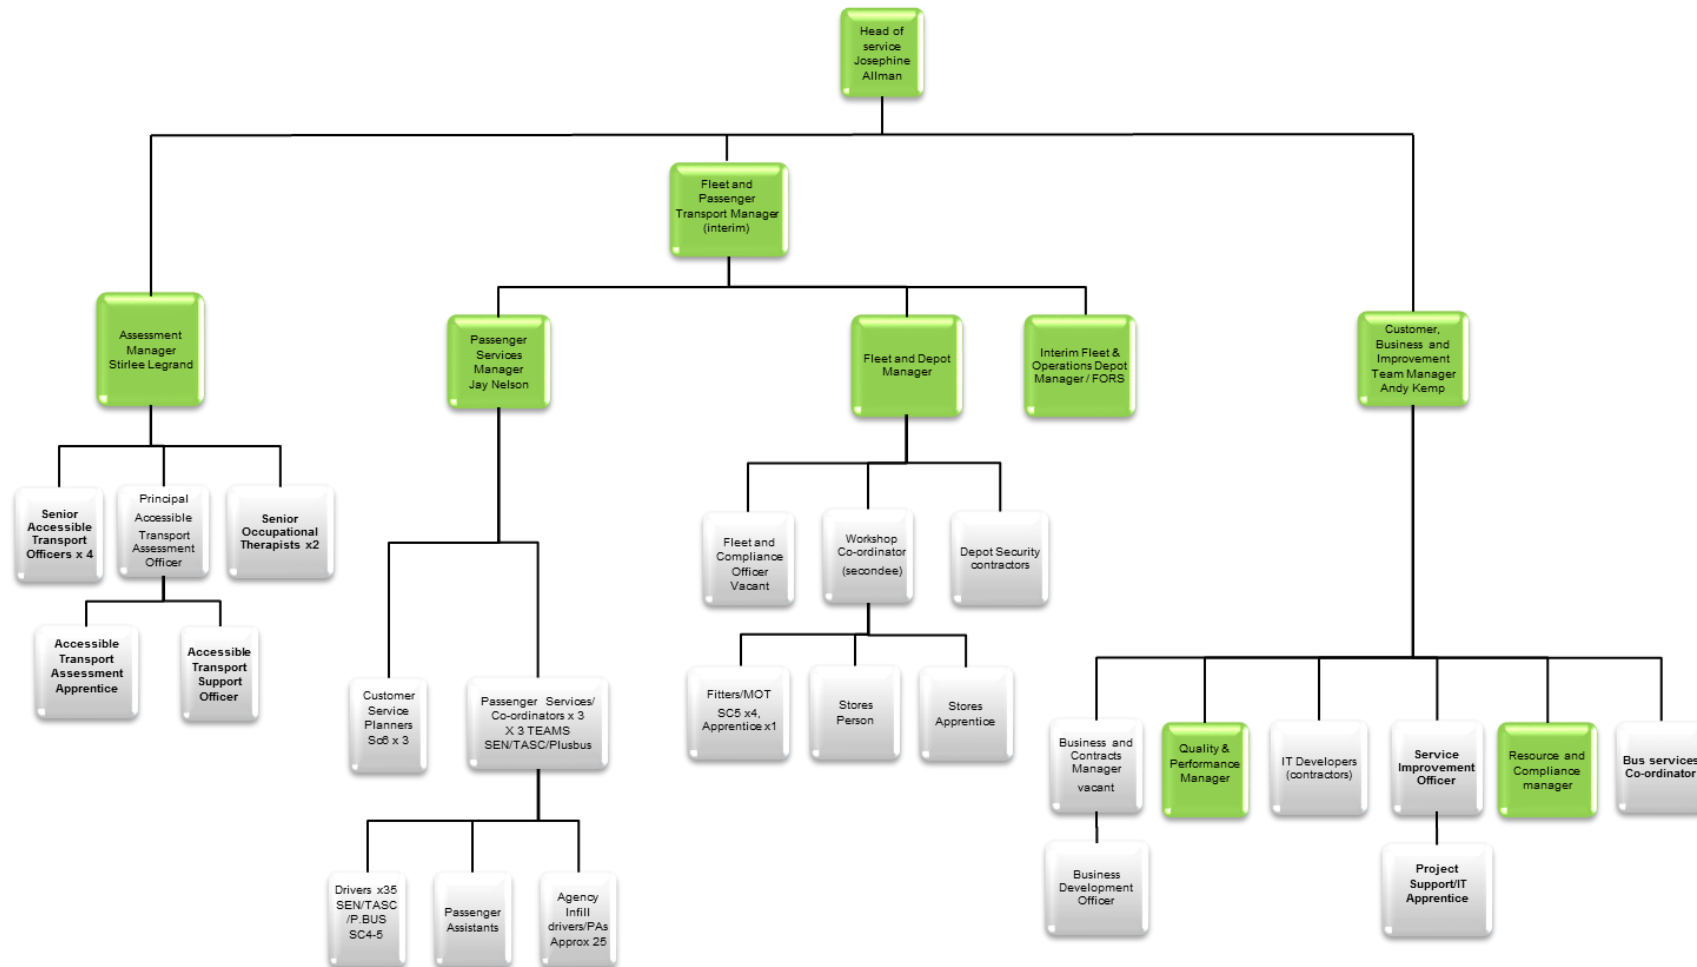 Head of
service
Josephine
Allman
Fleet and
Passenger
Transport Manager
(interim)
Assessment
Manager
Stirlee Legrand
Passenger
Services
Manager
Jay Nelson
Fleet and Depot
Manager
Interim Fleet &
Operations Depot
Manager / FORS
Customer,
Business and
Improvement
Team Manager
Andy Kemp
Senior
Accessible
Transport
Officers x 4
Principal
Accessible
Transport
Assessment
Officer
Senior
Occupational
Therapists x2
Fleet and
Compliance
Officer
Vacant
Workshop
Co-ordinator
(secondee)
Depot Security
contractors
Accessible
Transport
Assessment
Apprentice
Accessible
Transport
Support
Officer
Customer
Service
Planners
So6 x 3
Passenger Services/
Co-ordinators x 3
X 3 TEAMS
SEN/TASC/Plusbus
Fitters/MOT
SC5 x4,
Apprentice x1
Stores
Person
Stores
Apprentice
Business and
Contracts
Manager
vacant
Quality &
Performance
Manager
IT Developers
(contractors)
Service
Improvement
Officer
Resource and
Compliance
manager
Bus services
Co-ordinator
Drivers x35
SEN/TASC
/P.BUS
SC4-5
Passenger
Assistants
Agency
Infill
drivers/PAs
Approx 25
Business
Development
Officer
Project
Support/IT
Apprentice